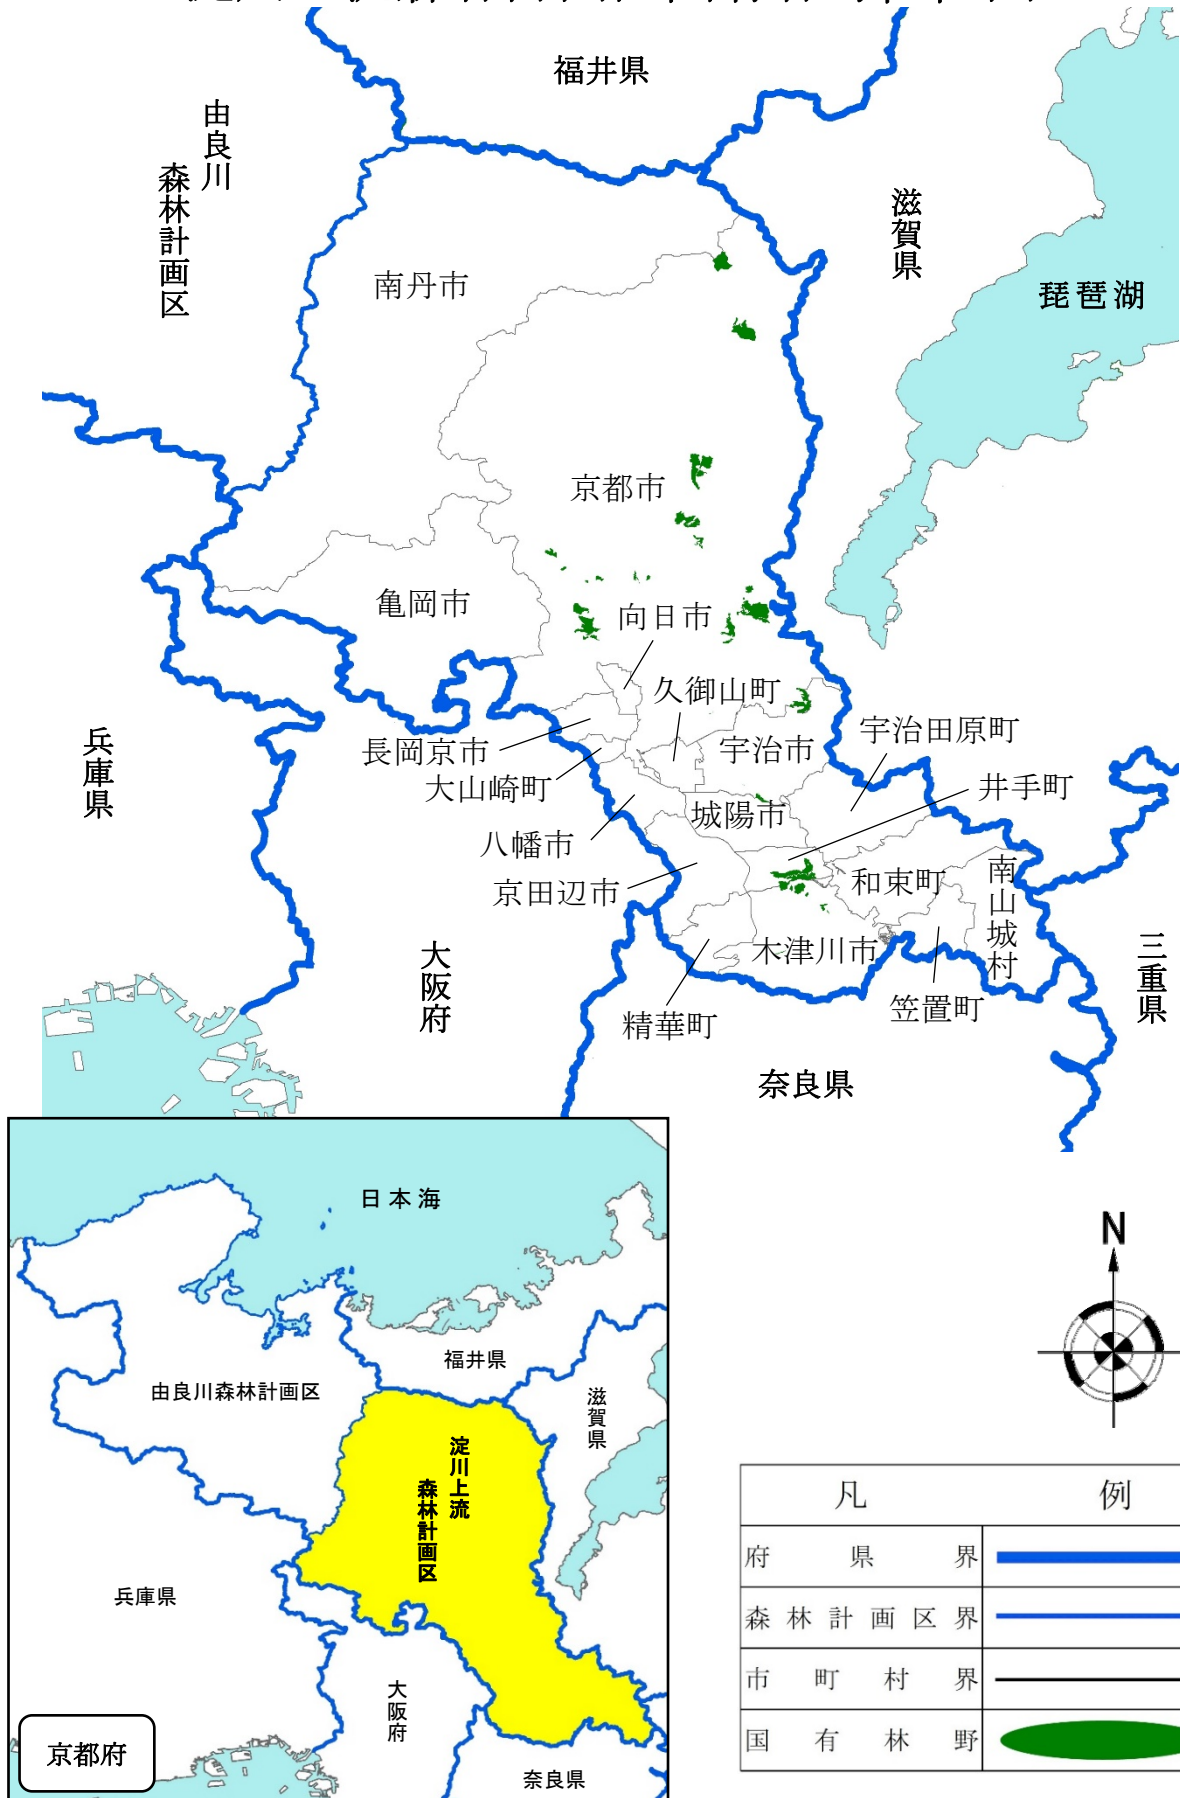 福井県
由良川
森林計画区
滋賀県
琵琶湖
南丹市
京都市
亀岡市
向日市
久御山町
長岡京市
宇治市
宇治田原町
大山崎町
井手町
城陽市
八幡市
京田辺市
和束町
南山城村
木津川市
笠置町
精華町
兵庫県
大阪府
三重県
奈良県
日本海
福井県
由良川森林計画区
滋賀県
淀川上流
森林計画区
兵庫県
大阪府
奈良県
京都府
N
凡 例
府県界
森林計画区界
市町村界
国有林野